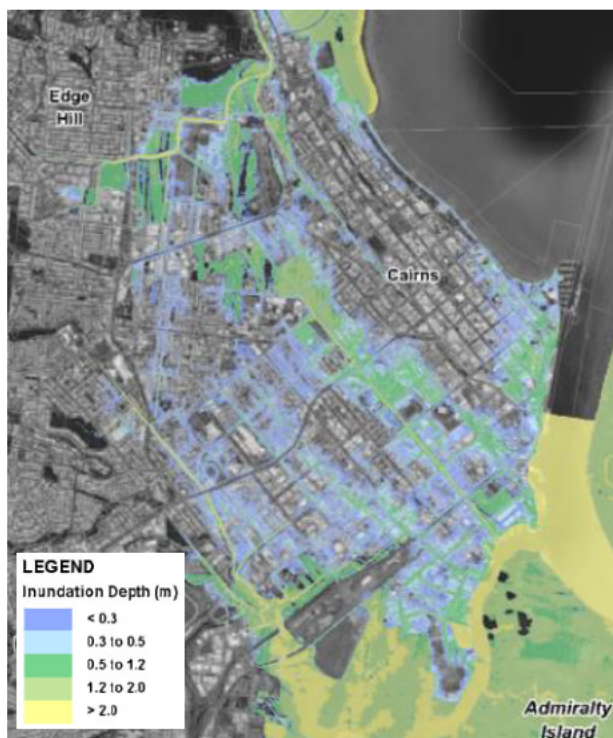 Edge
Hill
Cairns
LEGEND
Inundation Depth (m)
< 0.3
0.3 to 0.5
0.5 to 1.2
1.2 to 2.0
> 2.0
Admiralty
Island